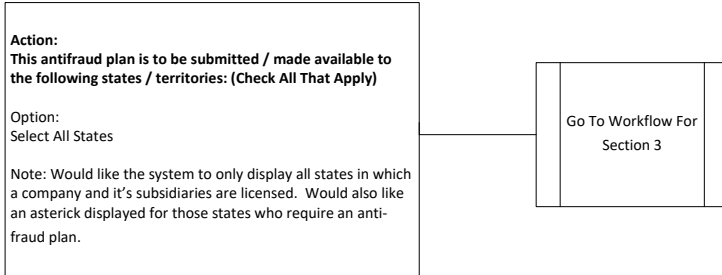 Action:
This antifraud plan is to be submitted / made available to
the following states / territories: (Check All That Apply)
Option:
Select All States
Note: Would like the system to only display all states in which
a company and it's subsidiaries are licensed.  Would also like
an asterick displayed for those states who require an anti-
fraud plan.
Go To Workflow For
Section 3